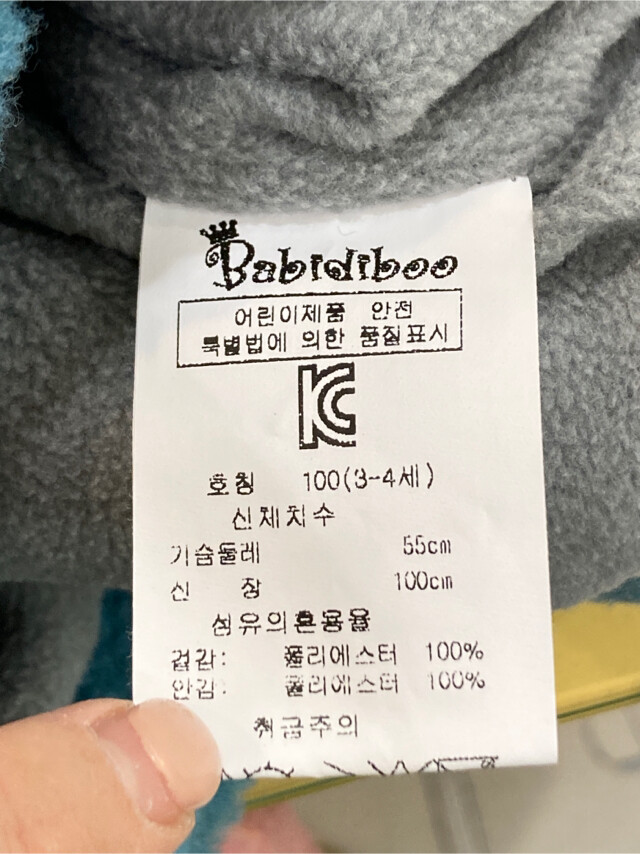 Babidiboo
어린이제품 안전
특별법에 의한 품질표시
KC
호칭 100(3-4세)
신체치수
가슴둘레 55cm
신 장 100cm
섬유의혼용율
겉감: 폴리에스터 100%
안감: 폴리에스터 100%
취급주의